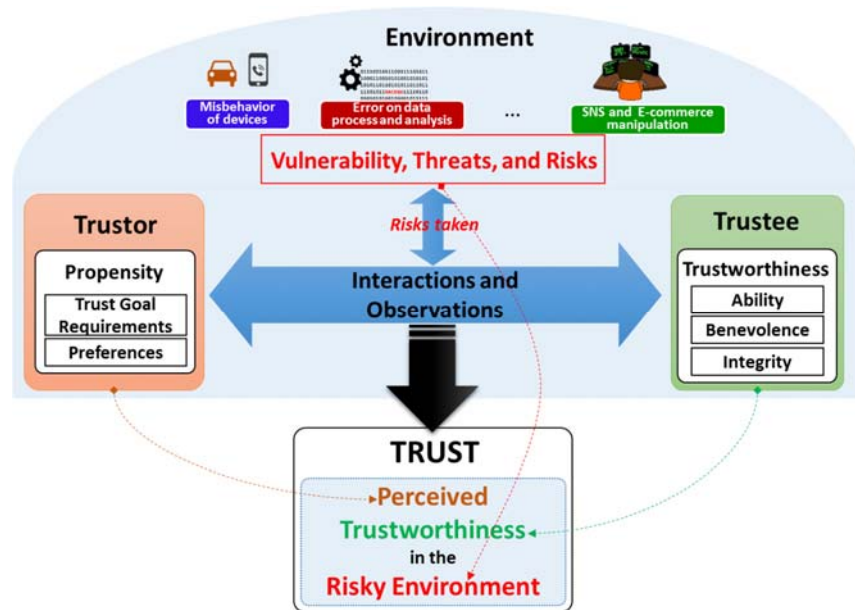 Environment
Misbehavior
of devices
Error on data
process and analysis
...
SNS and E-commerce
manipulation
Vulnerability, Threats, and Risks
Risks taken
Trustor
Propensity
Trust Goal
Requirements
Preferences
Interactions and
Observations
Trustee
Trustworthiness
Ability
Benevolence
Integrity
TRUST
Perceived
Trustworthiness
in the
Risky Environment